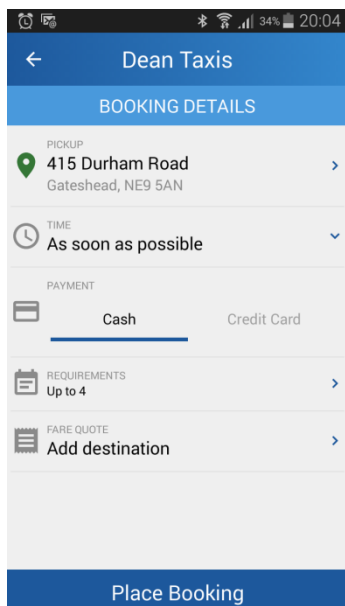 34% 20:04
Dean Taxis
BOOKING DETAILS
PICKUP
415 Durham Road
Gateshead, NE9 5AN
TIME
As soon as possible
PAYMENT
Cash Credit Card
REQUIREMENTS
Up to 4
FARE QUOTE
Add destination
Place Booking